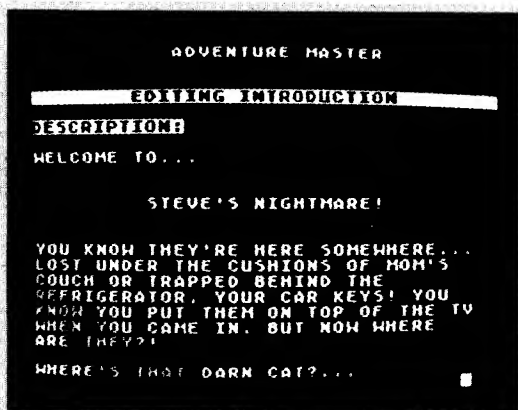 ADVENTURE MASTER
EDITING INTRODUCTION
DESCRIPTION:
WELCOME TO...
STEVE'S NIGHTMARE!
YOU KNOW THEY'RE HERE SOMEWHERE...
LOST UNDER THE CUSHIONS OF MOM'S
COUCH OR TRAPPED BEHIND THE
REFRIGERATOR, YOUR CAR KEYS! YOU
KNOW YOU PUT THEM ON TOP OF THE TV
WHEN YOU CAME IN. BUT NOW WHERE
ARE THEY?!
WHERE'S THAT DARN CAT?...